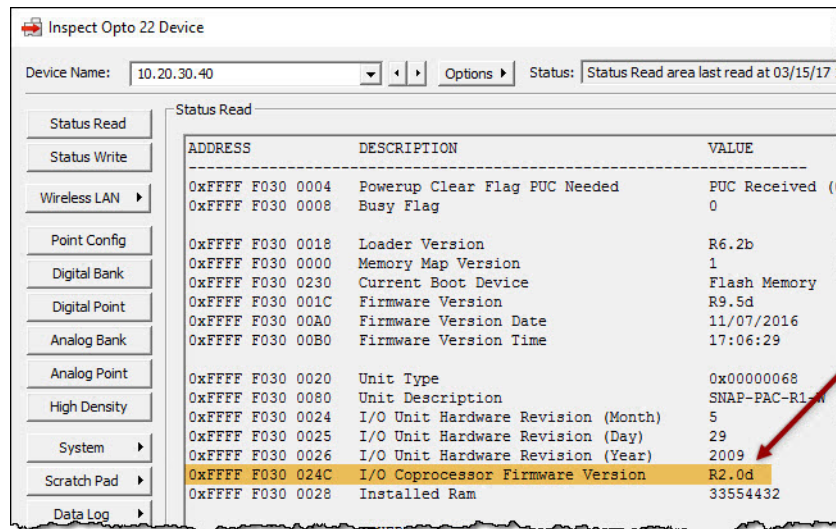 Inspect Opto 22 Device
Device Name: 10.20.30.40 Options Status: Status Read area last read at 03/15/17
Status Read
Status Write
Wireless LAN
Point Config
Digital Bank
Digital Point
Analog Bank
Analog Point
High Density
System
Scratch Pad
Data Log
Status Read
ADDRESS DESCRIPTION VALUE
0xFFFF F030 0004 Powerup Clear Flag PUC Needed PUC Received (
0xFFFF F030 0008 Busy Flag 0
0xFFFF F030 0018 Loader Version R6.2b
0xFFFF F030 0000 Memory Map Version 1
0xFFFF F030 0230 Current Boot Device Flash Memory
0xFFFF F030 001C Firmware Version R9.5d
0xFFFF F030 00A0 Firmware Version Date 11/07/2016
0xFFFF F030 00B0 Firmware Version Time 17:06:29
0xFFFF F030 0020 Unit Type 0x00000068
0xFFFF F030 0080 Unit Description SNAP-PAC-R1-W
0xFFFF F030 0024 I/O Unit Hardware Revision (Month) 5
0xFFFF F030 0025 I/O Unit Hardware Revision (Day) 29
0xFFFF F030 0026 I/O Unit Hardware Revision (Year) 2009
0xFFFF F030 024C I/O Coprocessor Firmware Version R2.0d
0xFFFF F030 0028 Installed Ram 33554432